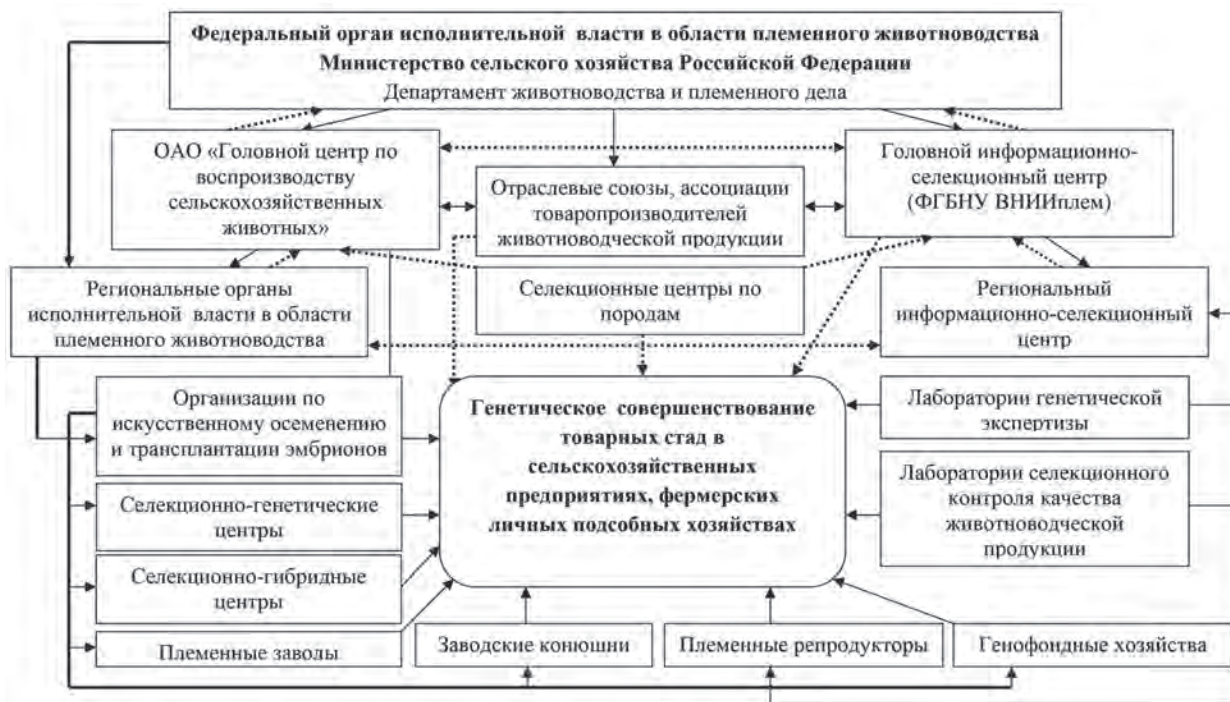 Федеральный орган исполнительной власти в области племенного животноводства
Министерство сельского хозяйства Российской Федерации
Департамент животноводства и племенного дела
ОАО «Головной центр по
воспроизводству
сельскохозяйственных
животных»
Отраслевые союзы, ассоциации
товаропроизводителей
животноводческой продукции
Головной информационно-
селекционный центр
(ФГБНУ ВНИИплем)
Региональные органы
исполнительной власти в области
племенного животноводства
Селекционные центры по
породам
Региональный
информационно-селекционный
центр
Организации по
искусственному осеменению
и трансплантации эмбрионов
Генетическое совершенствование
товарных стад в
сельскохозяйственных
предприятиях, фермерских
личных подсобных хозяйствах
Лаборатории генетической
экспертизы
Селекционно-генетические
центры
Лаборатории селекционного
контроля качества
животноводческой
продукции
Селекционно-гибридные
центры
Племенные заводы
Заводские конюшни
Племенные репродукторы
Генофондные хозяйства